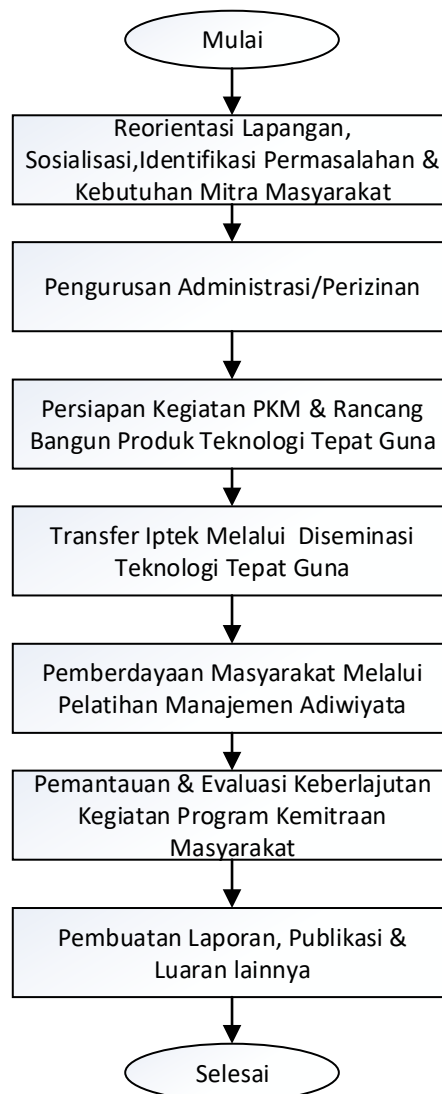 Mulai
Reorientasi Lapangan,
Sosialisasi,Identifikasi Permasalahan &
Kebutuhan Mitra Masyarakat
Pengurusan Administrasi/Perizinan
Persiapan Kegiatan PKM & Rancang
Bangun Produk Teknologi Tepat Guna
Transfer Iptek Melalui Diseminasi
Teknologi Tepat Guna
Pemberdayaan Masyarakat Melalui
Pelatihan Manajemen Adiwiyata
Pemantauan & Evaluasi Keberlajutan
Kegiatan Program Kemitraan
Masyarakat
Pembuatan Laporan, Publikasi &
Luaran lainnya
Selesai